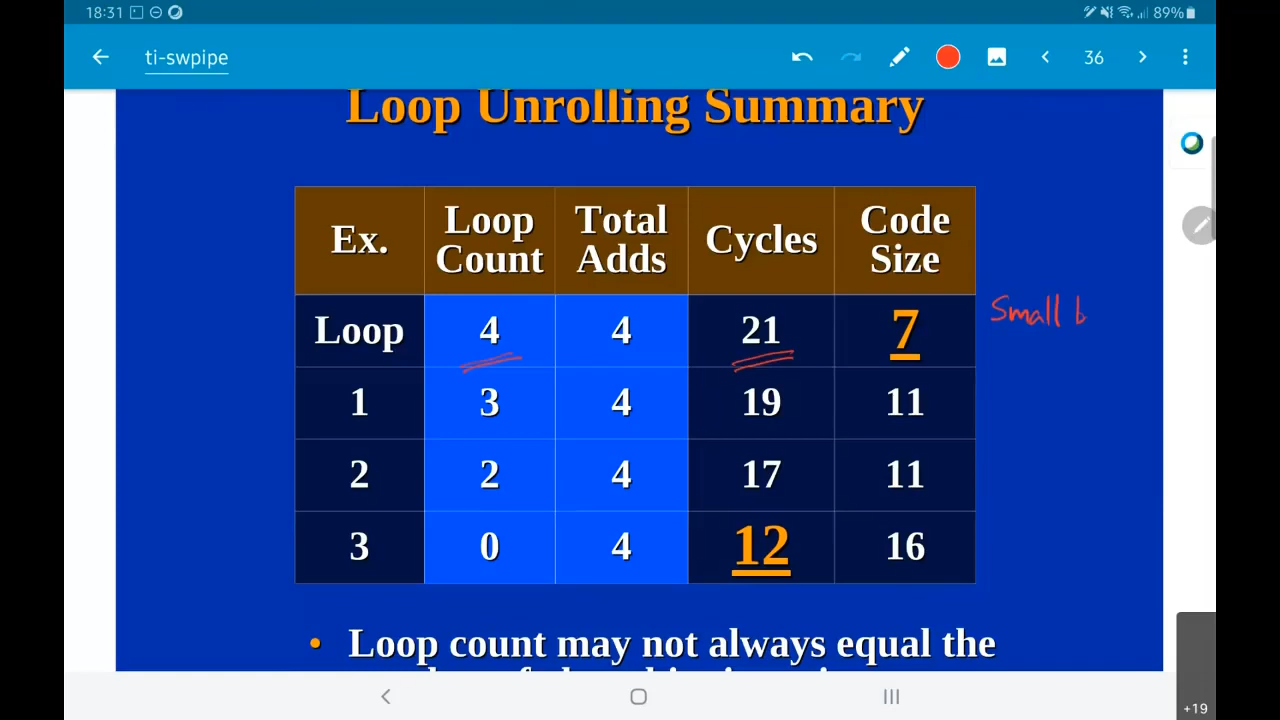 18:31 89%
ti-swpipe 36
Loop Unrolling Summary
Ex. Loop Count Total Adds Cycles Code Size
Loop 4 4 21 7 Small b
1 3 4 19 11
2 2 4 17 11
3 0 4 12 16
• Loop count may not always equal the
+19